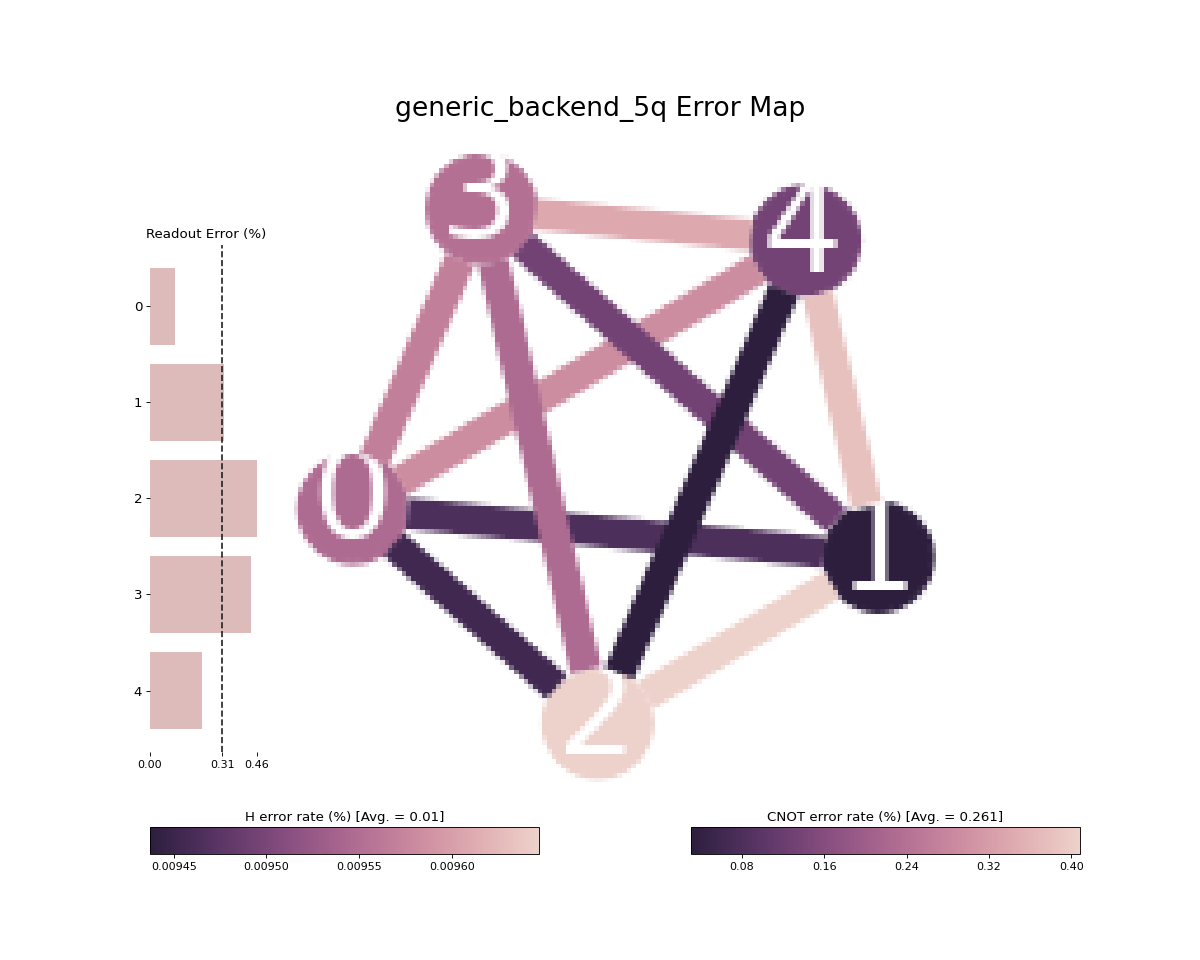 generic_backend_5q Error Map
3
4
Readout Error (%)
0
1
2
3
4
0.00 0.31 0.46
0
1
2
H error rate (%) [Avg. = 0.01]
0.00945 0.00950 0.00955 0.00960
CNOT error rate (%) [Avg. = 0.261]
0.08 0.16 0.24 0.32 0.40